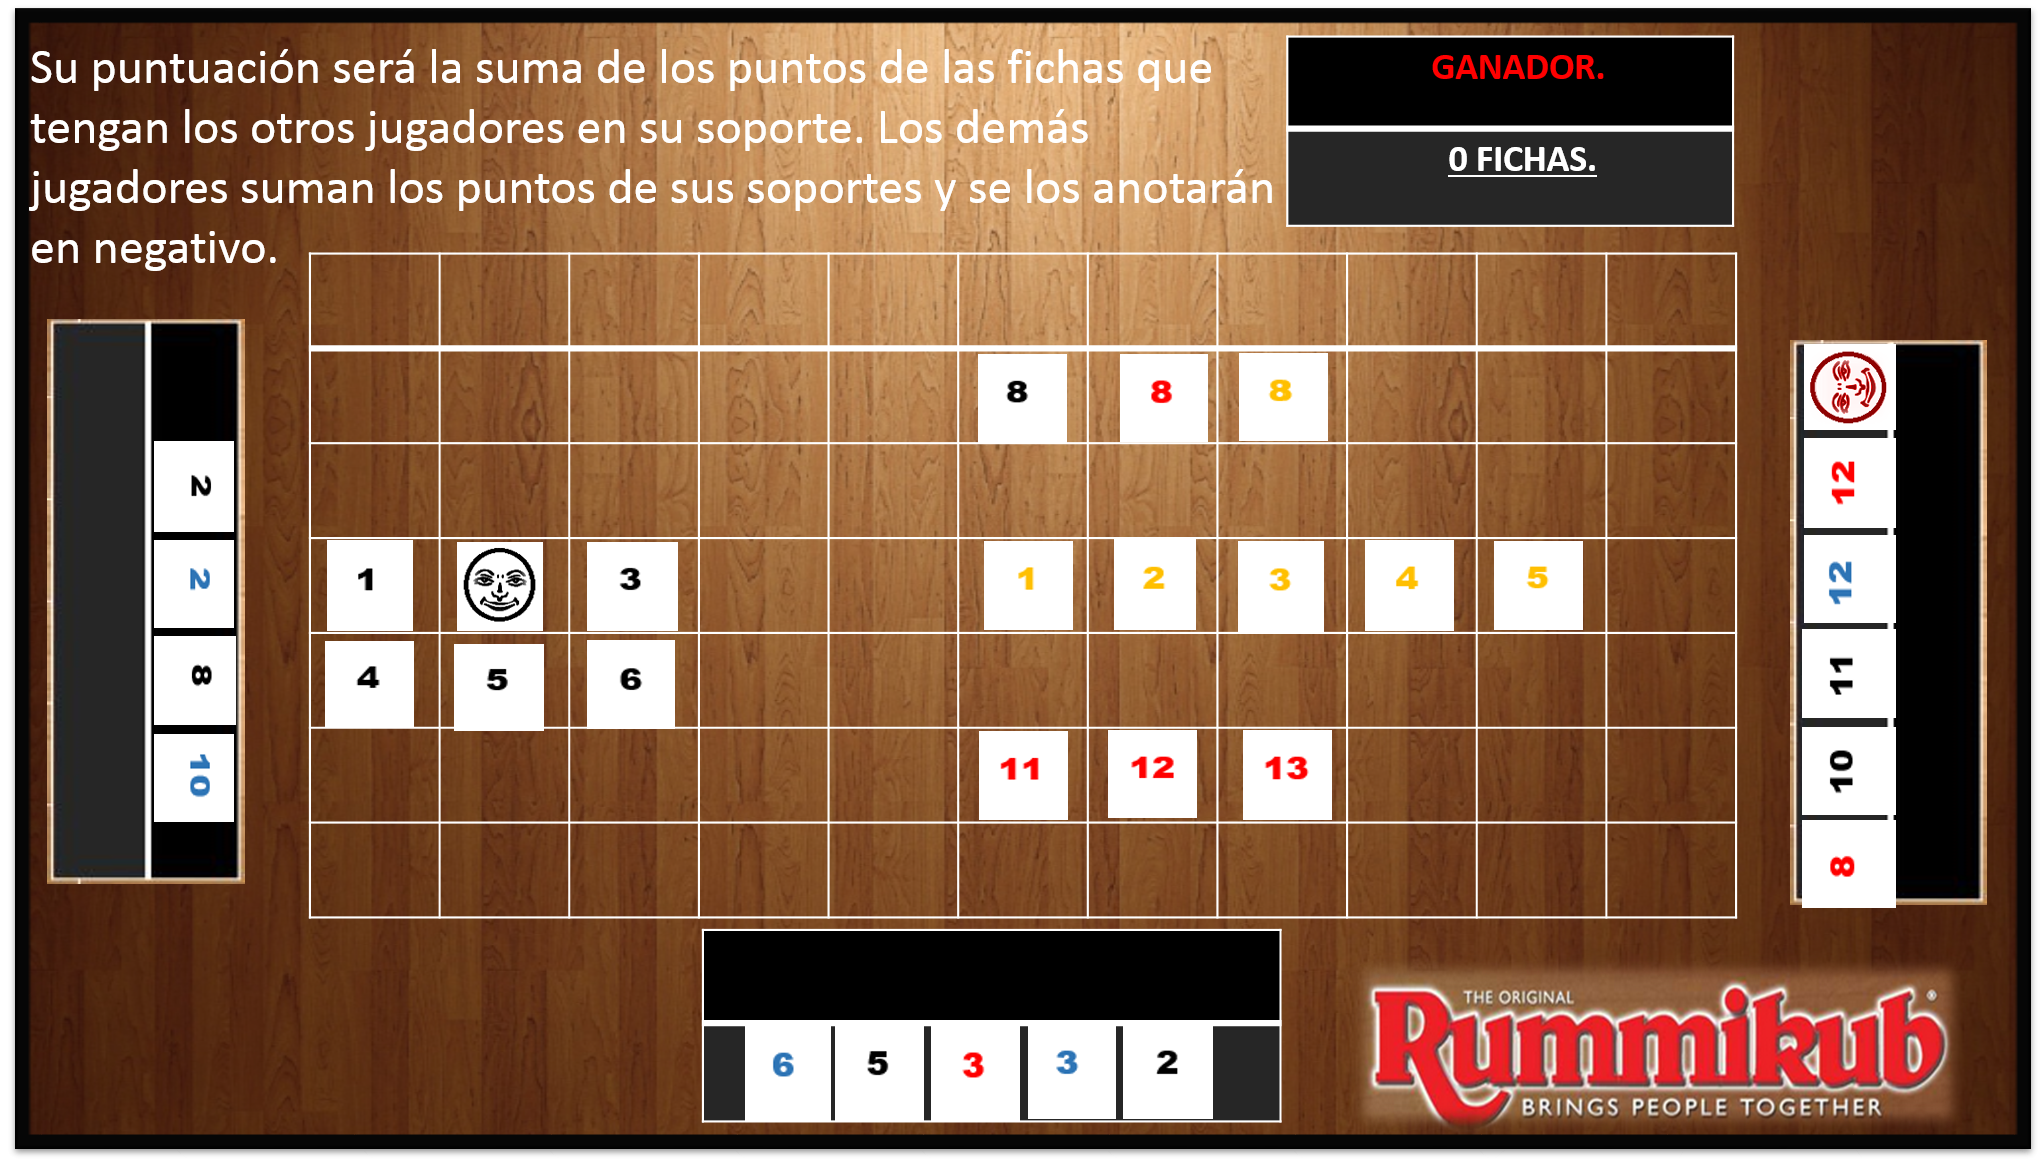 Su puntuación será la suma de los puntos de las fichas que
tengan los otros jugadores en su soporte. Los demás
jugadores suman los puntos de sus soportes y se los anotarán
en negativo.
GANADOR.
0 FICHAS.
8 8 8
1 3
1 2 3 4 5
4 5 6
11 12 13
2
2
8
10
12
12
11
10
8
6 5 3 3 2
THE ORIGINAL
Rummikub®
BRINGS PEOPLE TOGETHER